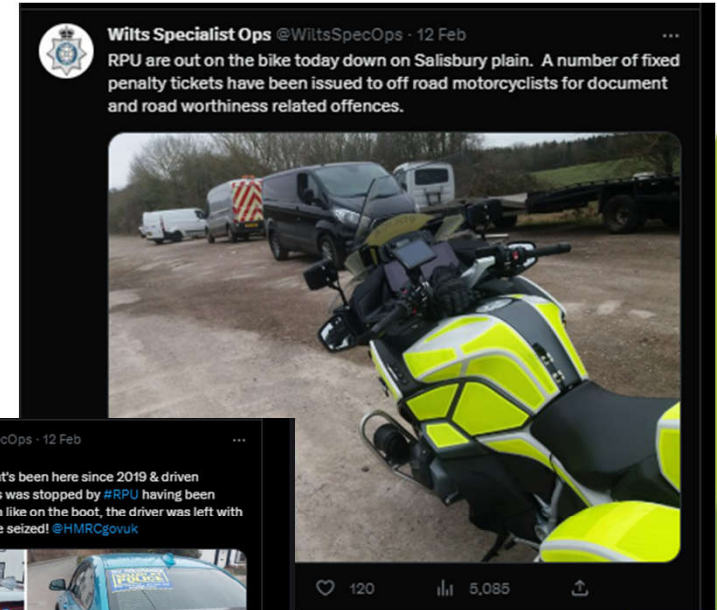 Wilts Specialist Ops @WiltsSpecOps · 12 Feb
RPU are out on the bike today down on Salisbury plain. A number of fixed
penalty tickets have been issued to off road motorcyclists for document
and road worthiness related offences.
cOps · 12 Feb
t's been here since 2019 & driven
s was stopped by #RPU having been
n like on the boot, the driver was left with
e seized! @HMRCgovuk
POLICE
120 5,085